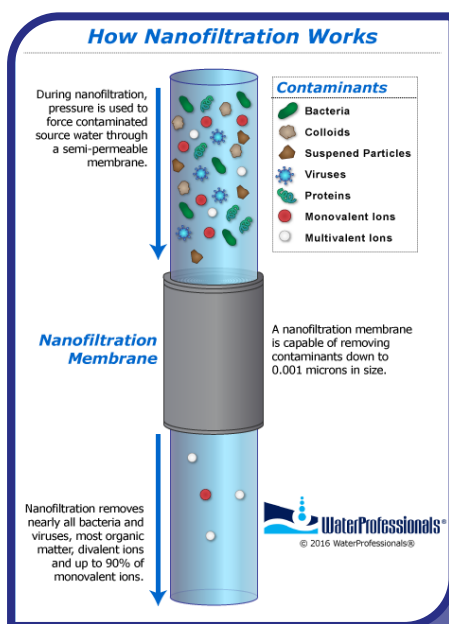 How Nanofiltration Works
During nanofiltration,
pressure is used to
force contaminated
source water through
a semi-permeable
membrane.
Contaminants
Bacteria
Colloids
Suspened Particles
Viruses
Proteins
Monovalent Ions
Multivalent Ions
Nanofiltration
Membrane
A nanofiltration membrane
is capable of removing
contaminants down to
0.001 microns in size.
Nanofiltration removes
nearly all bacteria and
viruses, most organic
matter, divalent ions
and up to 90% of
monovalent ions.
WaterProfessionals®
© 2016 WaterProfessionals®